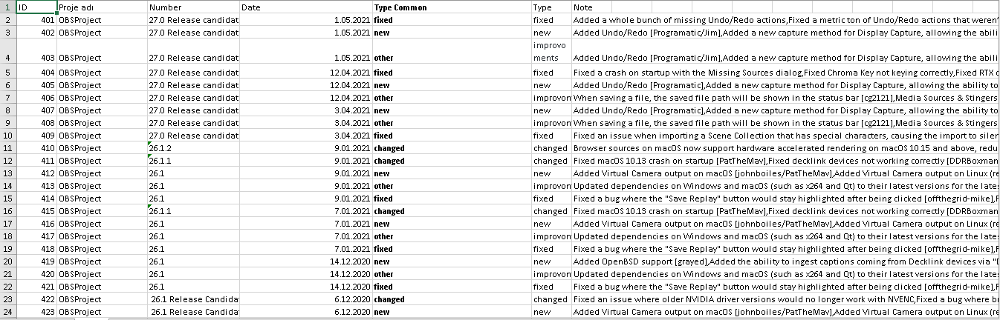 1 ID Proje adı Number Date Type Common Type Note
2 401 OBSProject 27.0 Release candidat 1.05.2021 fixed fixed Added a whole bunch of missing Undo/Redo actions,Fixed a metric ton of Undo/Redo actions that weren'
3 402 OBSProject 27.0 Release candidat 1.05.2021 new new Added Undo/Redo [Programatic/Jim],Added a new capture method for Display Capture, allowing the abili
improvo
4 403 OBSProject 27.0 Release candidat 1.05.2021 other ments Added Undo/Redo [Programatic/Jim],Added a new capture method for Display Capture, allowing the abili
5 404 OBSProject 27.0 Release candidat 12.04.2021 fixed fixed Fixed a crash on startup with the Missing Sources dialog,Fixed Chroma Key not keying correctly,Fixed RTX
6 405 OBSProject 27.0 Release candidat 12.04.2021 new new Added Undo/Redo [Programatic],Added a new capture method for Display Capture, allowing the ability to
7 406 OBSProject 27.0 Release candidat 12.04.2021 other improvom When saving a file, the saved file path will be shown in the status bar [cg2121],Media Sources & Stingers
8 407 OBSProject 27.0 Release candidat 3.04.2021 new new Added Undo/Redo [Programatic],Added a new capture method for Display Capture, allowing the ability to
9 408 OBSProject 27.0 Release candidat 3.04.2021 other improvom When saving a file, the saved file path will be shown in the status bar [cg2121],Media Sources & Stingers
10 409 OBSProject 27.0 Release candidat 3.04.2021 fixed fixed Fixed an issue when importing a Scene Collection that has special characters, causing the import to silen
11 410 OBSProject 26.1.2 9.01.2021 changed changed Browser sources on macOS now support hardware accelerated rendering on macOS 10.15 and above, redu
12 411 OBSProject 26.1.1 9.01.2021 changed changed Fixed macOS 10.13 crash on startup [PatTheMav],Fixed decklink devices not working correctly [DDRBoxman
13 412 OBSProject 26.1 9.01.2021 new new Added Virtual Camera output on macOS [johnboiles/PatTheMav],Added Virtual Camera output on Linux (re
14 413 OBSProject 26.1 9.01.2021 other improvom Updated dependencies on Windows and macOS (such as x264 and Qt) to their latest versions for the lates
15 414 OBSProject 26.1 9.01.2021 fixed fixed Fixed a bug where the "Save Replay" button would stay highlighted after being clicked [offthegrid-mike],F
16 415 OBSProject 26.1.1 7.01.2021 changed changed Fixed macOS 10.13 crash on startup [PatTheMav],Fixed decklink devices not working correctly [DDRBoxman
17 416 OBSProject 26.1 7.01.2021 new new Added Virtual Camera output on macOS [johnboiles/PatTheMav],Added Virtual Camera output on Linux (re
18 417 OBSProject 26.1 7.01.2021 other improvom Updated dependencies on Windows and macOS (such as x264 and Qt) to their latest versions for the lates
19 418 OBSProject 26.1 7.01.2021 fixed fixed Fixed a bug where the "Save Replay" button would stay highlighted after being clicked [offthegrid-mike],F
20 419 OBSProject 26.1 14.12.2020 new new Added OpenBSD support [grayed],Added the ability to ingest captions coming from Decklink devices via "D
21 420 OBSProject 26.1 14.12.2020 other improvom Updated dependencies on Windows and macOS (such as x264 and Qt) to their latest versions for the lates
22 421 OBSProject 26.1 14.12.2020 fixed fixed Fixed a bug where the "Save Replay" button would stay highlighted after being clicked [offthegrid-mike],F
23 422 OBSProject 26.1 Release Candida 6.12.2020 changed changed Fixed an issue where older NVIDIA driver versions would no longer work with NVENC,Fixed a bug where br
24 423 OBSProject 26.1 Release Candida 6.12.2020 new new Added Virtual Camera output on macOS [johnboiles/PatTheMav],Added Virtual Camera output on Linux (re